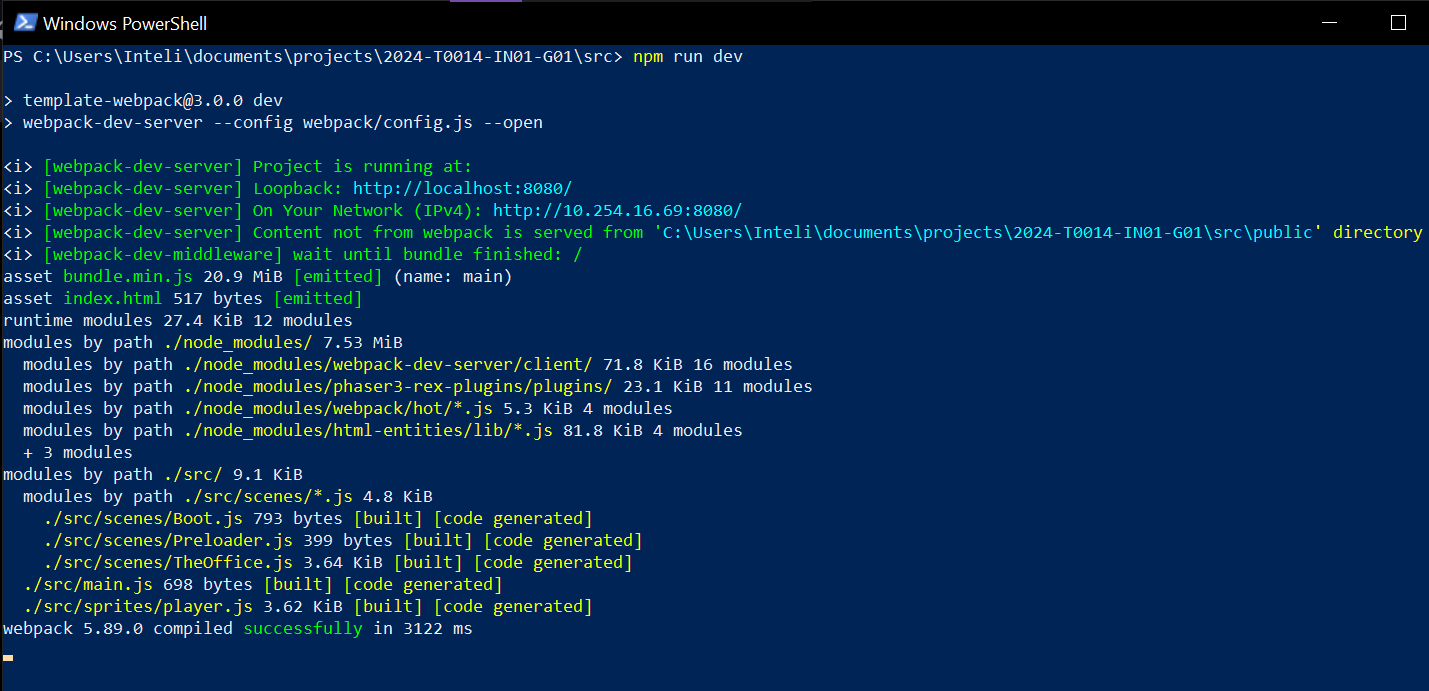 Windows PowerShell
PS C:\Users\Inteli\documents\projects\2024-T0014-IN01-G01\src> npm run dev
> template-webpack@3.0.0 dev
> webpack-dev-server --config webpack/config.js --open
<i> [webpack-dev-server] Project is running at:
<i> [webpack-dev-server] Loopback: http://localhost:8080/
<i> [webpack-dev-server] On Your Network (IPv4): http://10.254.16.69:8080/
<i> [webpack-dev-server] Content not from webpack is served from 'C:\Users\Inteli\documents\projects\2024-T0014-IN01-G01\src\public' directory
<i> [webpack-dev-middleware] wait until bundle finished: /
asset bundle.min.js 20.9 MiB [emitted] (name: main)
asset index.html 517 bytes [emitted]
runtime modules 27.4 KiB 12 modules
modules by path ./node_modules/ 7.53 MiB
  modules by path ./node_modules/webpack-dev-server/client/ 71.8 KiB 16 modules
  modules by path ./node_modules/phaser3-rex-plugins/plugins/ 23.1 KiB 11 modules
  modules by path ./node_modules/webpack/hot/*.js 5.3 KiB 4 modules
  modules by path ./node_modules/html-entities/lib/*.js 81.8 KiB 4 modules
  + 3 modules
modules by path ./src/ 9.1 KiB
  modules by path ./src/scenes/*.js 4.8 KiB
    ./src/scenes/Boot.js 793 bytes [built] [code generated]
    ./src/scenes/Preloader.js 399 bytes [built] [code generated]
    ./src/scenes/TheOffice.js 3.64 KiB [built] [code generated]
  ./src/main.js 698 bytes [built] [code generated]
  ./src/sprites/player.js 3.62 KiB [built] [code generated]
webpack 5.89.0 compiled successfully in 3122 ms